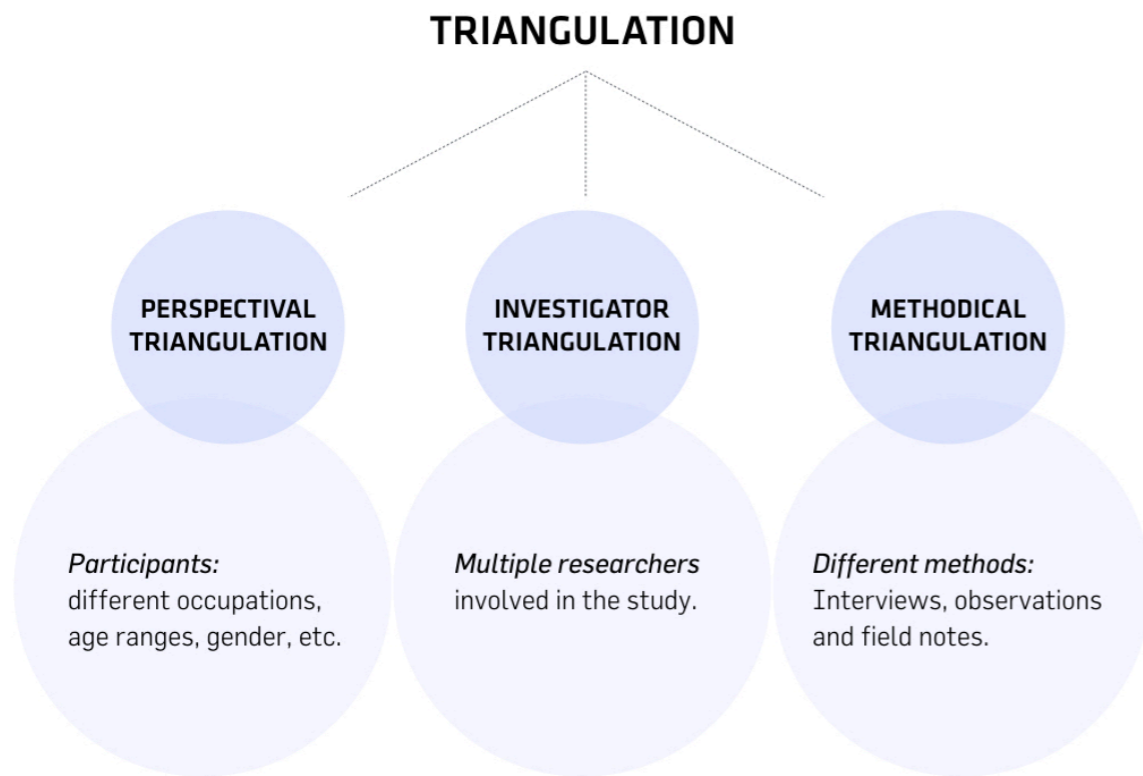 TRIANGULATION
PERSPECTIVAL
TRIANGULATION
INVESTIGATOR
TRIANGULATION
METHODICAL
TRIANGULATION
Participants:
different occupations,
age ranges, gender, etc.
Multiple researchers
involved in the study.
Different methods:
Interviews, observations
and field notes.